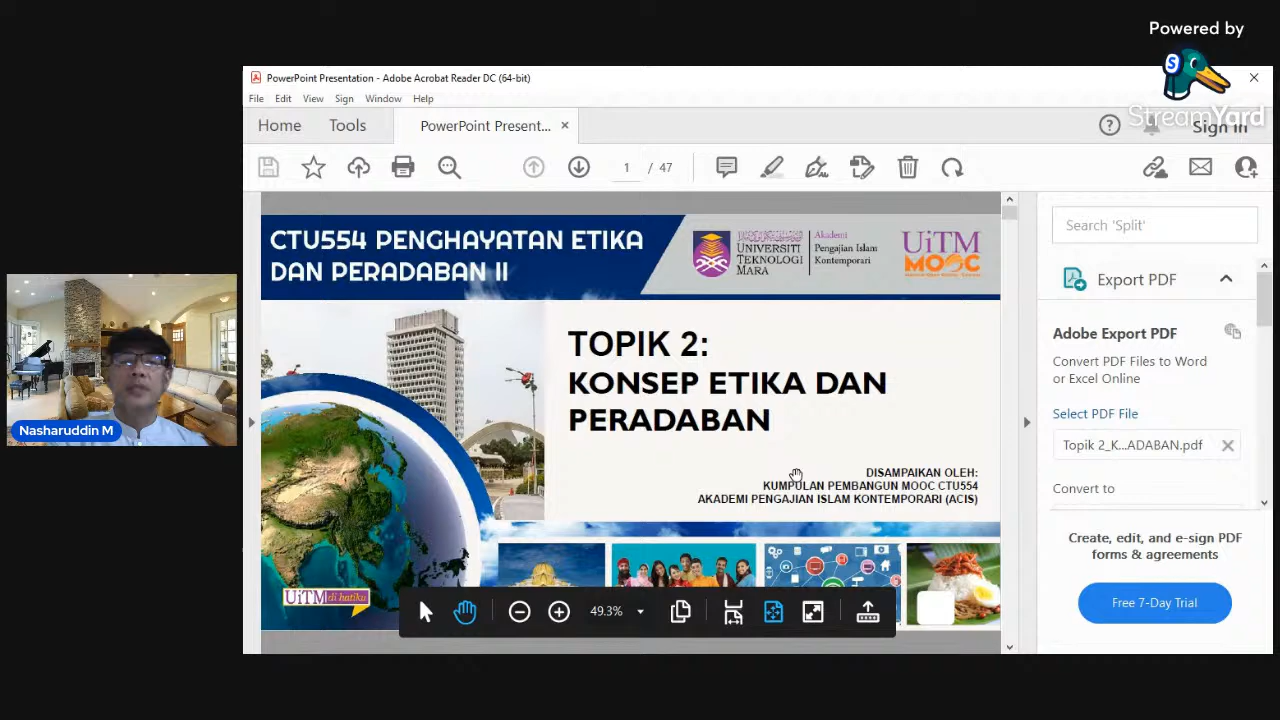 Powered by
StreamYard
PowerPoint Presentation - Adobe Acrobat Reader DC (64-bit)
File Edit View Sign Window Help
Home Tools PowerPoint Present... Sign In
1 / 47
Search 'Split'
CTU554 PENGHAYATAN ETIKA
DAN PERADABAN II
UNIVERSITI
TEKNOLOGI
MARA
Akademi
Pengajian Islam
Kontemporari
UiTM
MOOC
Export PDF
Adobe Export PDF
Convert PDF Files to Word
or Excel Online
Select PDF File
Topik 2_K...ADABAN.pdf
Convert to
TOPIK 2:
KONSEP ETIKA DAN
PERADABAN
DISAMPAIKAN OLEH:
KUMPULAN PEMBANGUN MOOC CTU554
AKADEMI PENGAJIAN ISLAM KONTEMPORARI (ACIS)
Nasharuddin M
UiTM di hatiku
49.3%
Create, edit, and e-sign PDF
forms & agreements
Free 7-Day Trial